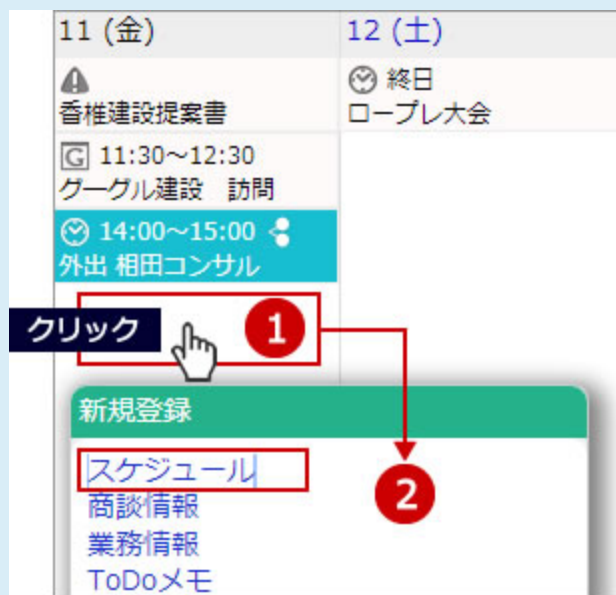 11 (金)
12 (土)
香椎建設提案書
終日
ロープレ大会
G 11:30～12:30
グーグル建設　訪問
14:00～15:00
外出 相田コンサル
クリック
1
新規登録
スケジュール
2
商談情報
業務情報
ToDoメモ